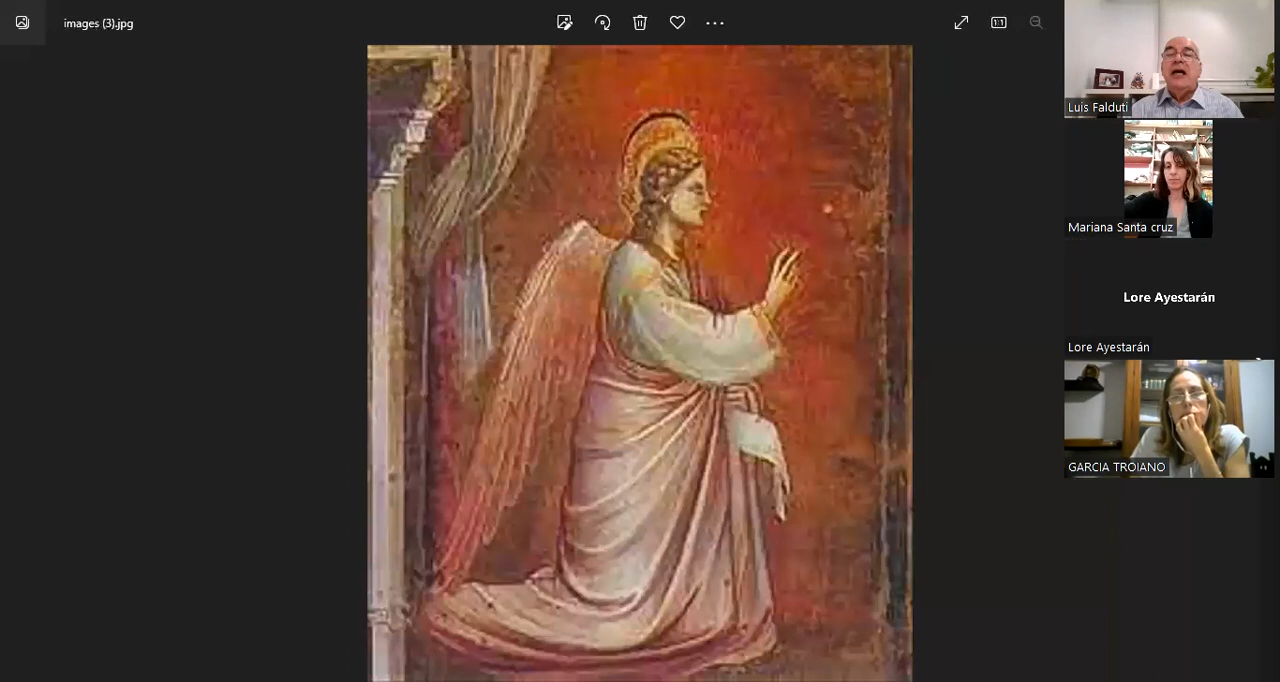 images (3).jpg
Luis Falduti
Mariana Santa cruz
Lore Ayestarán
Lore Ayestarán
GARCIA TROIANO